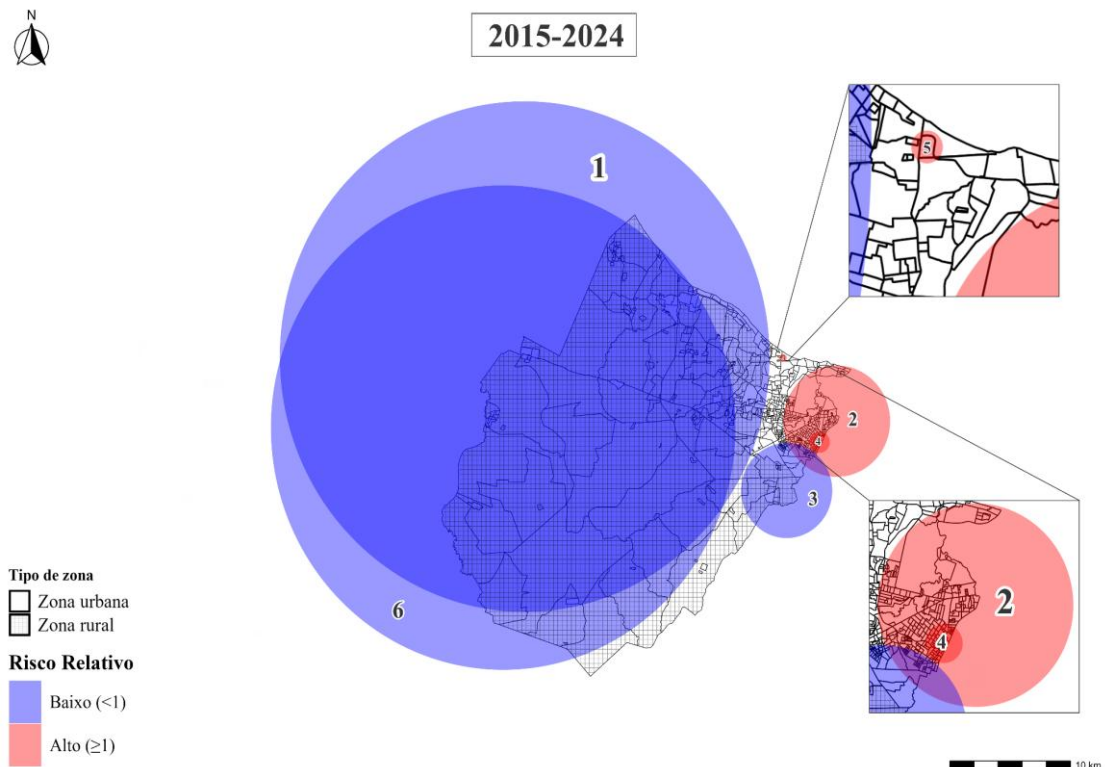 N
2015-2024
1
5
2
4
3
2
4
6
Tipo de zona
Zona urbana
Zona rural
Risco Relativo
Baixo (<1)
Alto (≥1)
10 km